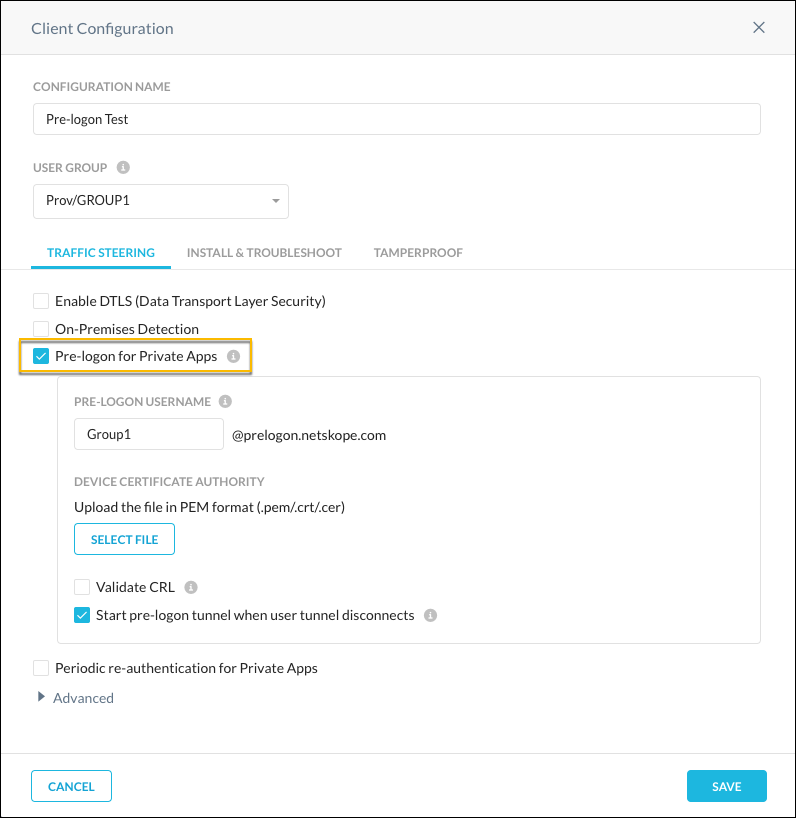 Client Configuration
CONFIGURATION NAME
Pre-logon Test
USER GROUP
Prov/GROUP1
TRAFFIC STEERING INSTALL & TROUBLESHOOT TAMPERPROOF
Enable DTLS (Data Transport Layer Security)
On-Premises Detection
Pre-logon for Private Apps
PRE-LOGON USERNAME
Group1 @prelogon.netskope.com
DEVICE CERTIFICATE AUTHORITY
Upload the file in PEM format (.pem/.crt/.cer)
SELECT FILE
Validate CRL
Start pre-logon tunnel when user tunnel disconnects
Periodic re-authentication for Private Apps
Advanced
CANCEL SAVE